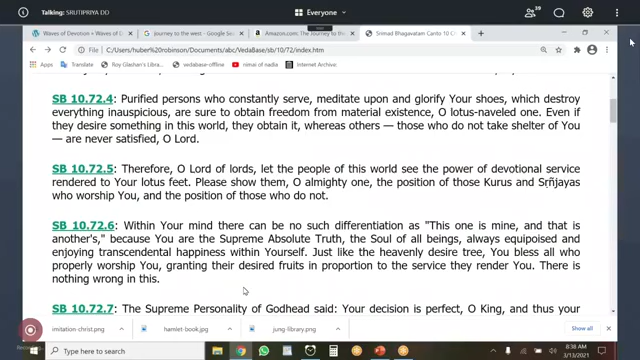 Talking: SRUTIPRIYA DD
Everyone
39
Waves of Devotion + Waves of D
journey to the west - Google Sea
Amazon.com: The Journey to the
Srimad Bhagavatam Canto 10 C
File | C:/Users/huber robinson/Documents/abc/VedaBase/sb/10/72/index.htm
Apps
Bookmarks
Roy Glashan's Library
vedabase-offline
nimai of nadia
Other bookmarks
Reading list
SB 10.72.4 Purified persons who constantly serve, meditate upon and glorify Your shoes, which destroy
everything inauspicious, are sure to obtain freedom from material existence, O lotus-naveled one. Even
if they desire something in this world, they obtain it, whereas others — those who do not take shelter of You —
are never satisfied, O Lord.
SB 10.72.5 Therefore, O Lord of lords, let the people of this world see the power of devotional service
rendered to Your lotus feet. Please show them, O almighty one, the position of those Kurus and Sṛñjayas
who worship You, and the position of those who do not.
SB 10.72.6 Within Your mind there can be no such differentiation as "This one is mine, and that is
another's," because You are the Supreme Absolute Truth, the Soul of all beings, always equipoised and
enjoying transcendental happiness within Yourself. Just like the heavenly desire tree, You bless all who
properly worship You, granting their desired fruits in proportion to the service they render You. There is
nothing wrong in this.
SB 10.72.7 The Supreme Personality of Godhead said: Your decision is perfect, O King, and thus your
imitation-christ.png
hamlet-book.jpg
jung-library.png
Show all
Type here to search
8:38 AM
3/13/2021